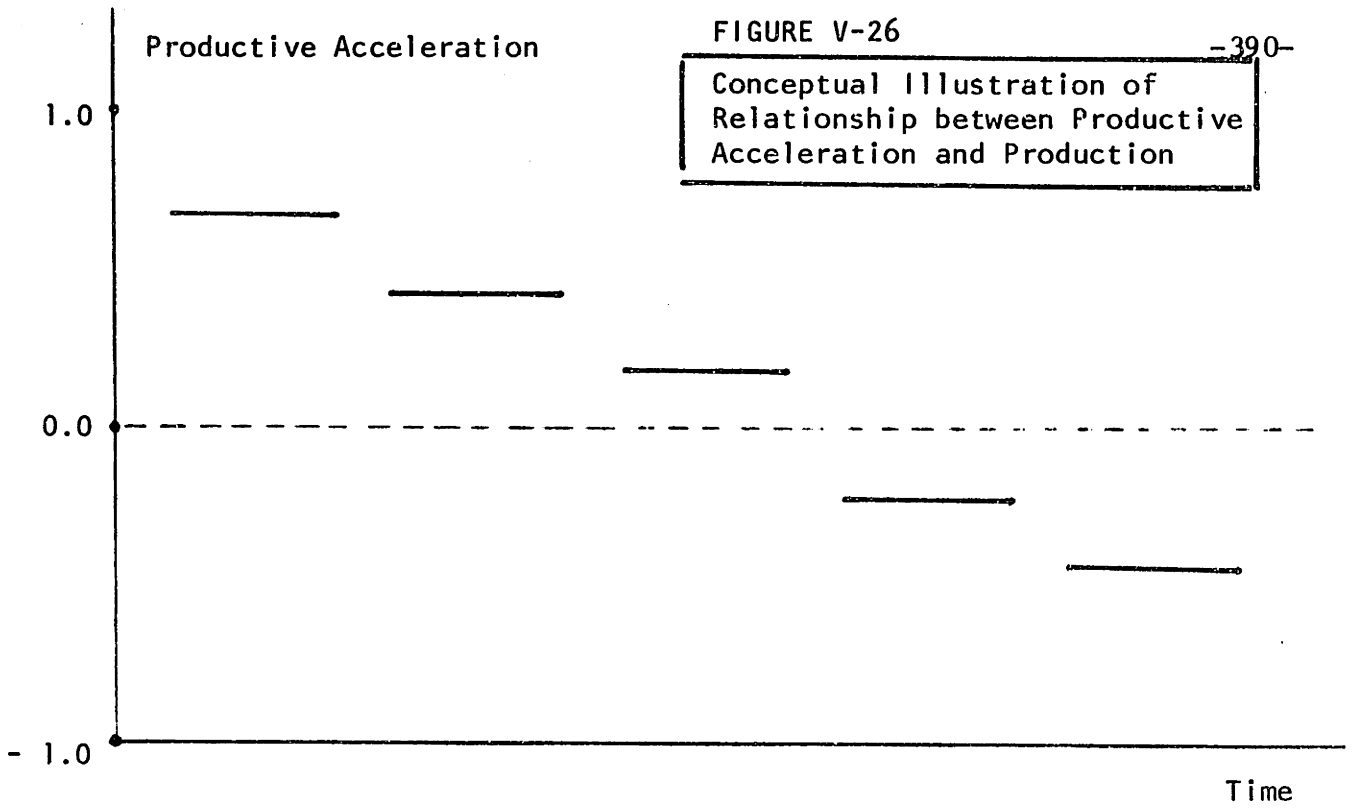 FIGURE V-26
-390-
Productive Acceleration
Conceptual Illustration of
Relationship between Productive
Acceleration and Production
1.0
0.0
- 1.0
Time